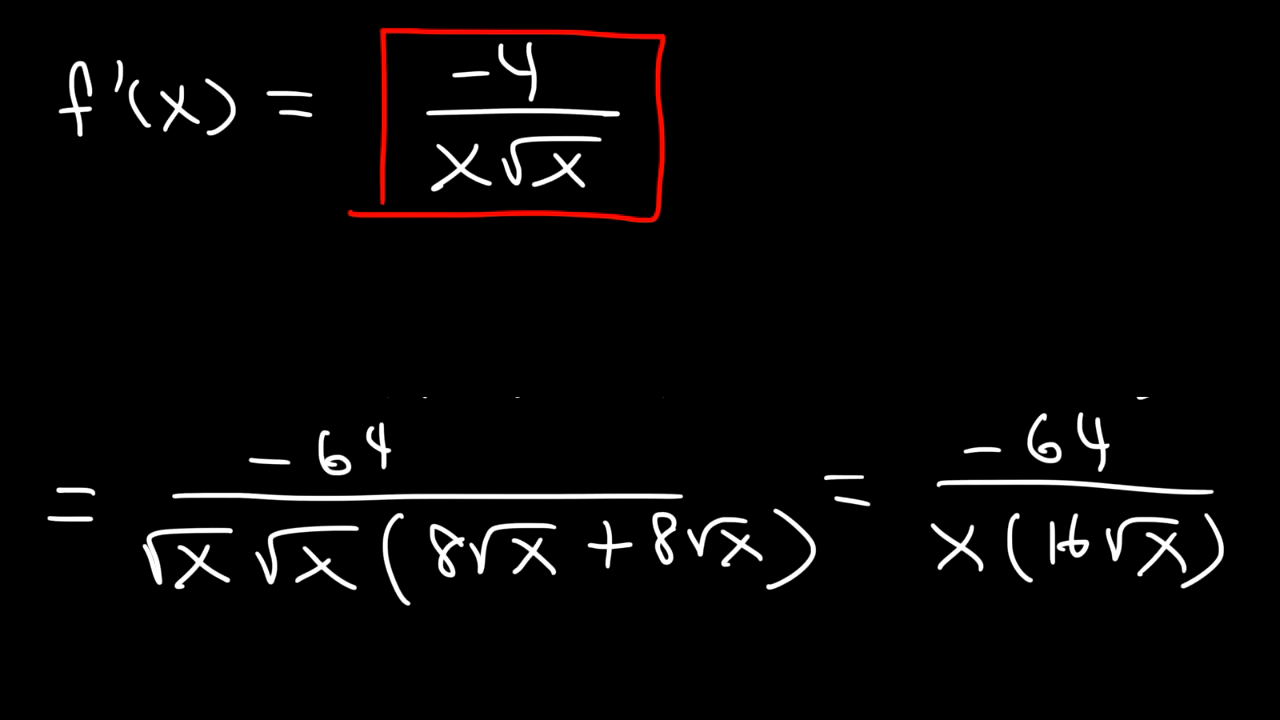 f'(x) = -4 / x√x
= -64 / √x √x (8√x + 8√x) = -64 / x(16√x)